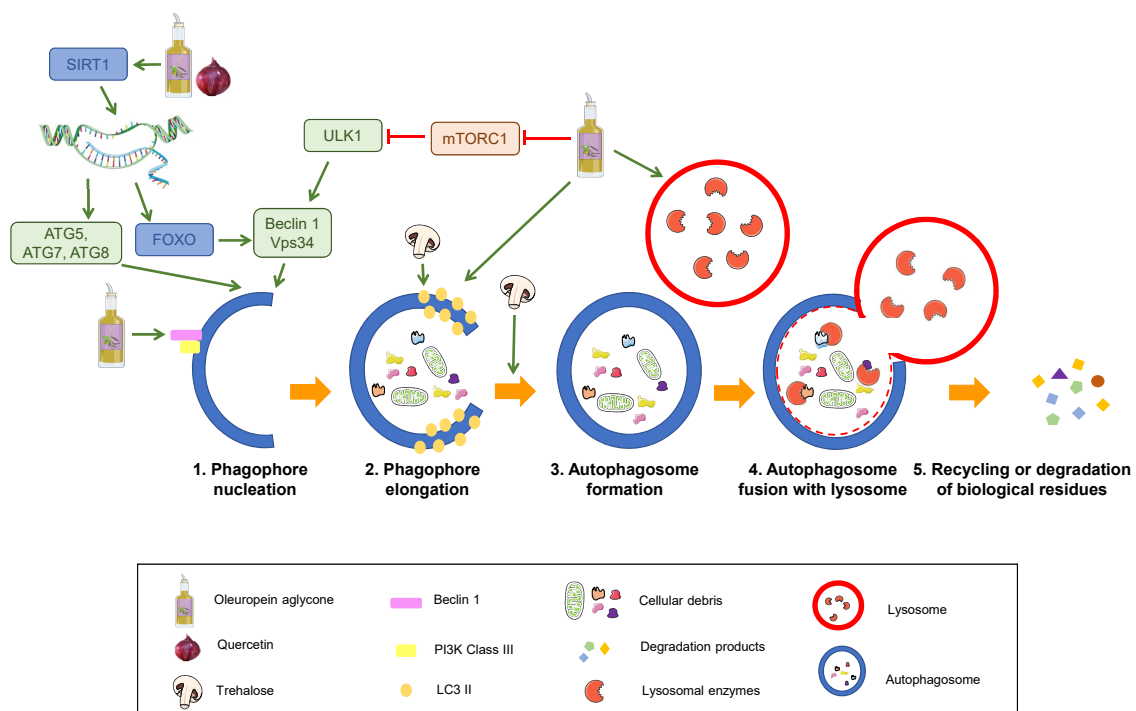 SIRT1
ULK1
mTORC1
ATG5,
ATG7, ATG8
FOXO
Beclin 1
Vps34
1. Phagophore
nucleation
2. Phagophore
elongation
3. Autophagosome
formation
4. Autophagosome
fusion with lysosome
5. Recycling or degradation
of biological residues
Oleuropein aglycone
Quercetin
Trehalose
Beclin 1
PI3K Class III
LC3 II
Cellular debris
Degradation products
Lysosomal enzymes
Lysosome
Autophagosome